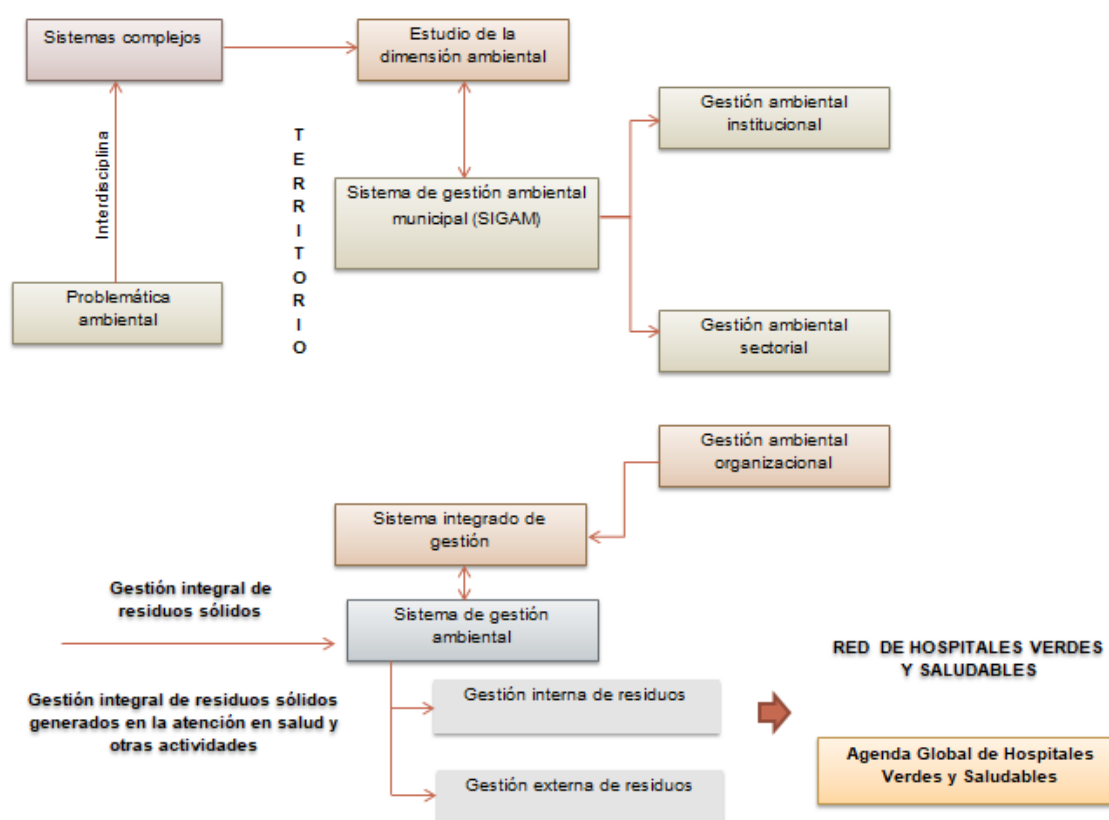 Sistemas complejos
Estudio de la
dimensión ambiental
Gestión ambiental
institucional
TERRITORIO
Interdisciplina
Sistema de gestión ambiental
municipal (SIGAM)
Problemática
ambiental
Gestión ambiental
sectorial
Gestión ambiental
organizacional
Sistema integrado de
gestión
Gestión integral de
residuos sólidos
Sistema de gestión
ambiental
Gestión integral de residuos sólidos
generados en la atención en salud y
otras actividades
Gestión interna de residuos
Gestión externa de residuos
RED DE HOSPITALES VERDES
Y SALUDABLES
Agenda Global de Hospitales
Verdes y Saludables